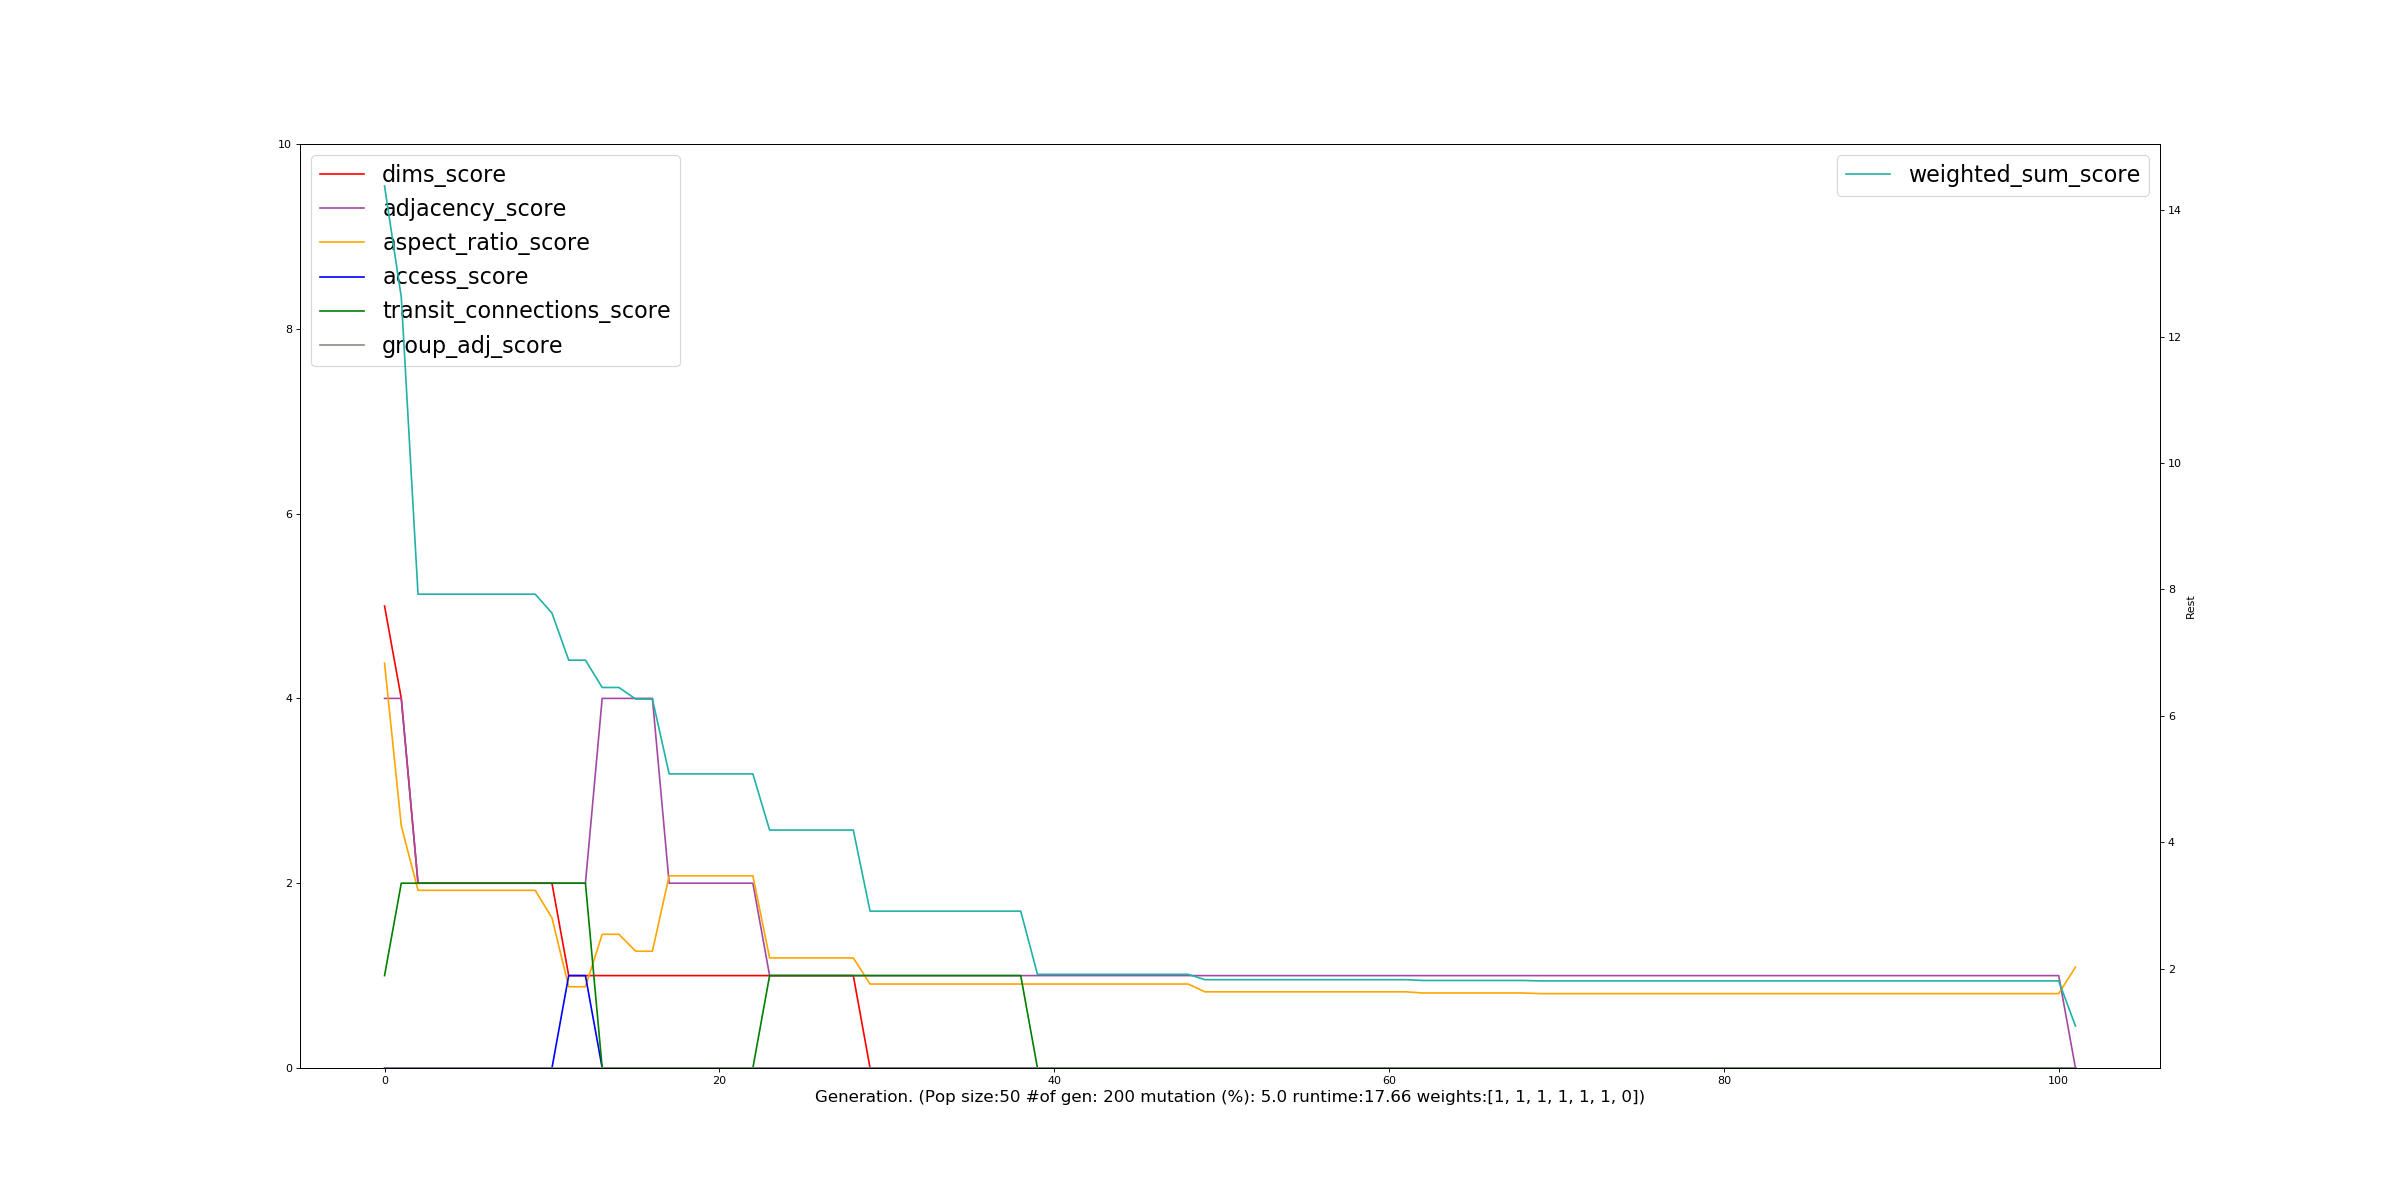 dims_score
adjacency_score
aspect_ratio_score
access_score
transit_connections_score
group_adj_score
weighted_sum_score
10
8
6
4
2
0
14
12
10
8
6
4
2
Rest
0 20 40 60 80 100
Generation. (Pop size:50 #of gen: 200 mutation (%): 5.0 runtime:17.66 weights:[1, 1, 1, 1, 1, 1, 0])